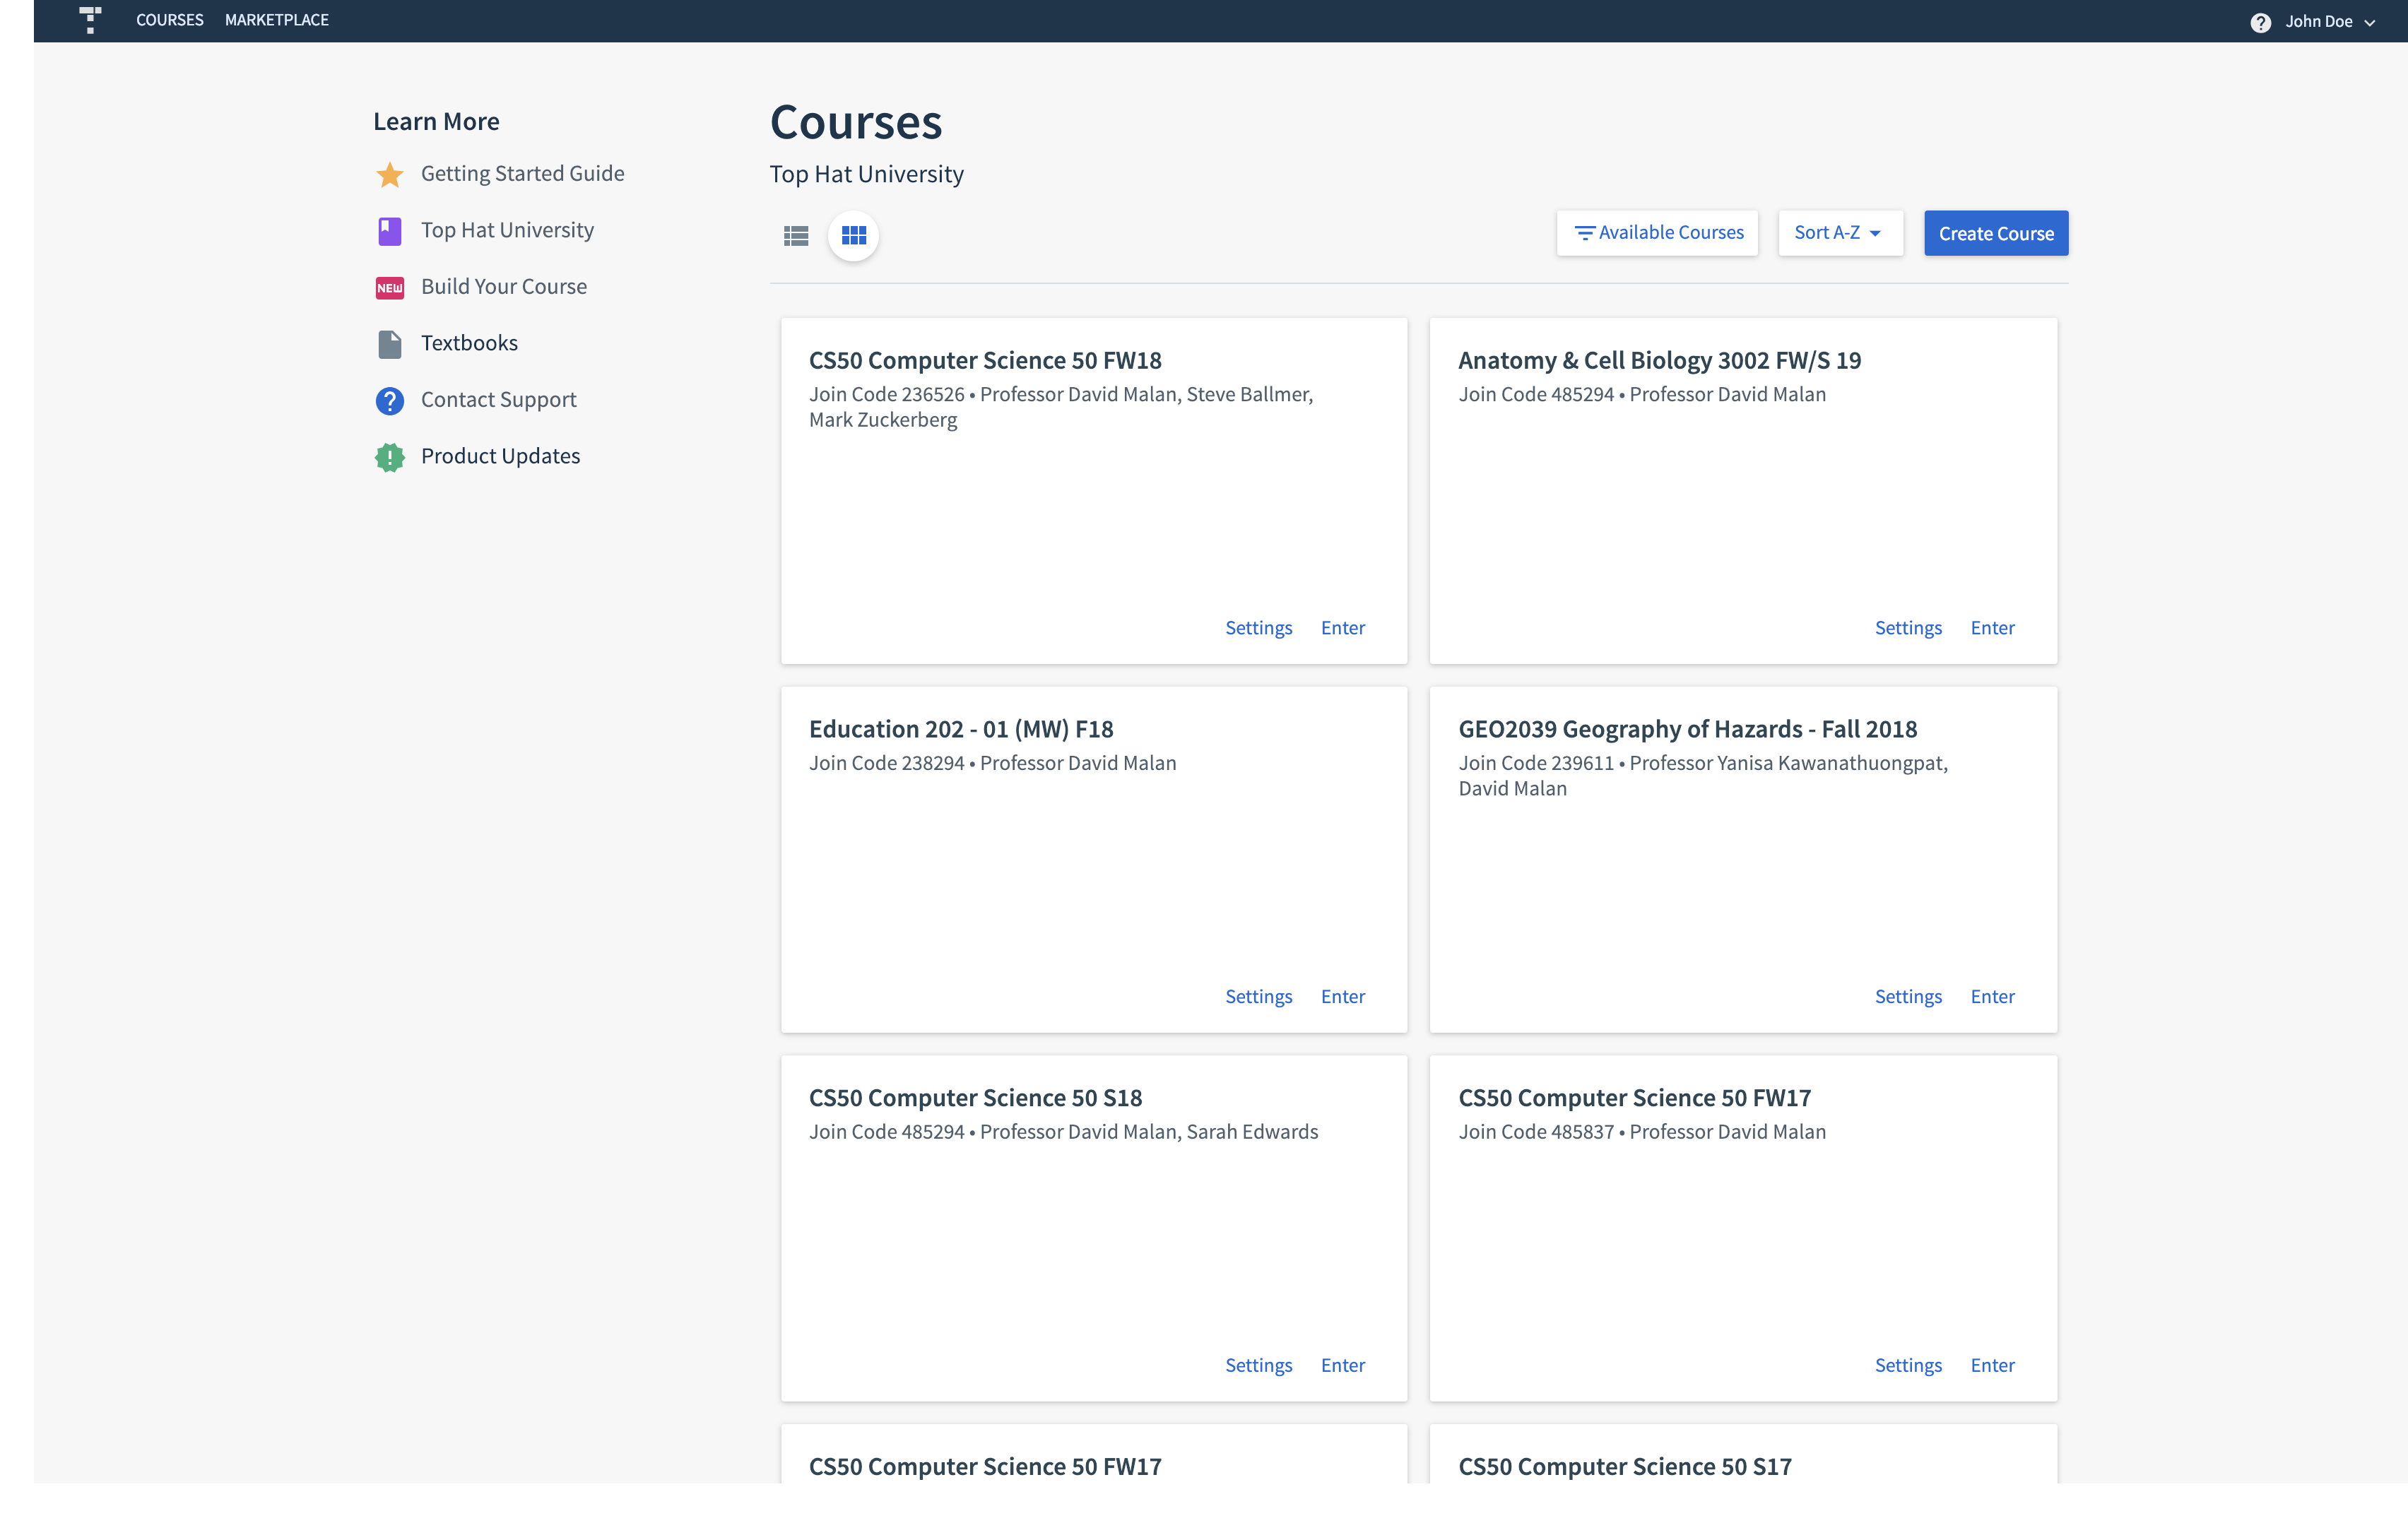 COURSES MARKETPLACE
John Doe
Learn More
Getting Started Guide
Top Hat University
NEW Build Your Course
Textbooks
Contact Support
Product Updates
Courses
Top Hat University
Available Courses
Sort A-Z
Create Course
CS50 Computer Science 50 FW18
Join Code 236526 • Professor David Malan, Steve Ballmer,
Mark Zuckerberg
Settings Enter
Anatomy & Cell Biology 3002 FW/S 19
Join Code 485294 • Professor David Malan
Settings Enter
Education 202 - 01 (MW) F18
Join Code 238294 • Professor David Malan
Settings Enter
GEO2039 Geography of Hazards - Fall 2018
Join Code 239611 • Professor Yanisa Kawanathuongpat,
David Malan
Settings Enter
CS50 Computer Science 50 S18
Join Code 485294 • Professor David Malan, Sarah Edwards
Settings Enter
CS50 Computer Science 50 FW17
Join Code 485837 • Professor David Malan
Settings Enter
CS50 Computer Science 50 FW17
CS50 Computer Science 50 S17